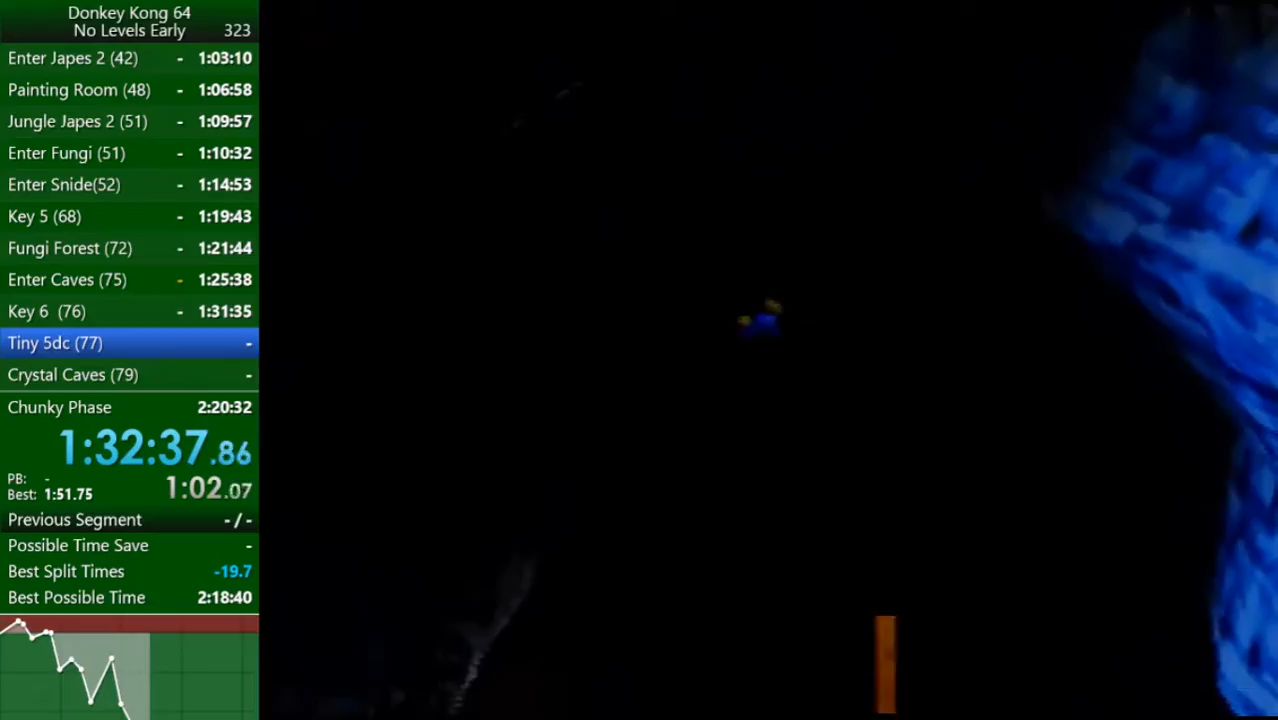 Donkey Kong 64
No Levels Early 323
Enter Japes 2 (42) - 1:03:10
Painting Room (48) - 1:06:58
Jungle Japes 2 (51) - 1:09:57
Enter Fungi (51) - 1:10:32
Enter Snide(52) - 1:14:53
Key 5 (68) - 1:19:43
Fungi Forest (72) - 1:21:44
Enter Caves (75) - 1:25:38
Key 6 (76) - 1:31:35
Tiny 5dc (77) -
Crystal Caves (79) -
Chunky Phase 2:20:32
1:32:37.86
PB: -
Best: 1:51.75 1:02.07
Previous Segment - / -
Possible Time Save -
Best Split Times -19.7
Best Possible Time 2:18:40